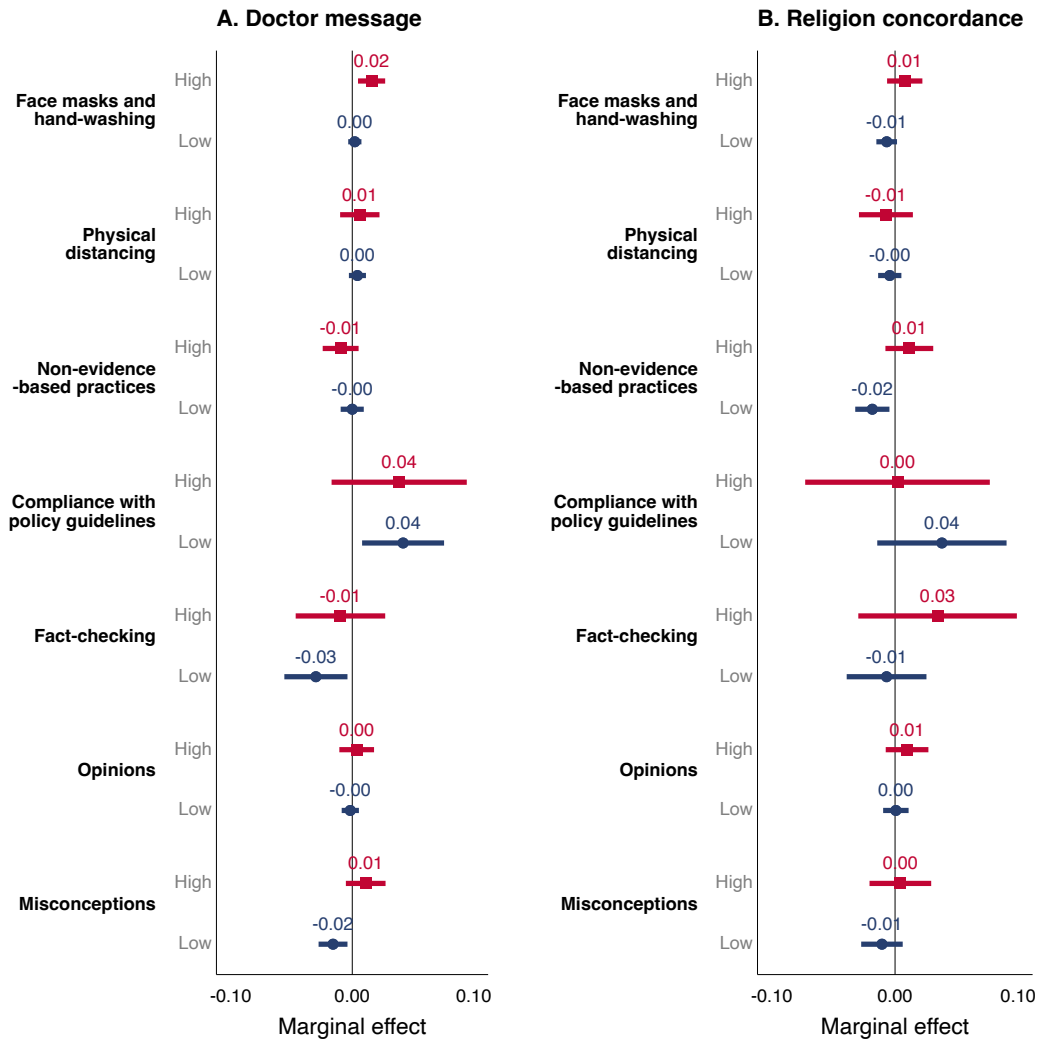 A. Doctor message
Face masks and
hand-washing
High
0.02
Low
0.00
Physical
distancing
High
0.01
Low
0.00
Non-evidence
-based practices
High
-0.01
Low
-0.00
Compliance with
policy guidelines
High
0.04
Low
0.04
Fact-checking
High
-0.01
Low
-0.03
Opinions
High
0.00
Low
-0.00
Misconceptions
High
0.01
Low
-0.02
-0.10
0.00
0.10
Marginal effect
B. Religion concordance
Face masks and
hand-washing
High
0.01
Low
-0.01
Physical
distancing
High
-0.01
Low
-0.00
Non-evidence
-based practices
High
0.01
Low
-0.02
Compliance with
policy guidelines
High
0.00
Low
0.04
Fact-checking
High
0.03
Low
-0.01
Opinions
High
0.01
Low
0.00
Misconceptions
High
0.00
Low
-0.01
-0.10
0.00
0.10
Marginal effect